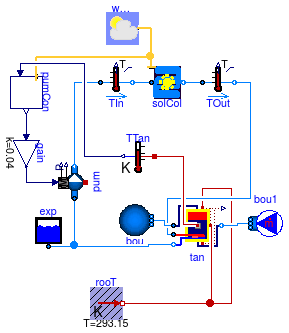 w...
pumCon
T
TIn
solCol
T
TOut
gain
k=0.04
TTan
K
pum
exp
bou
bou1
tan
rooT
K
T=293.15